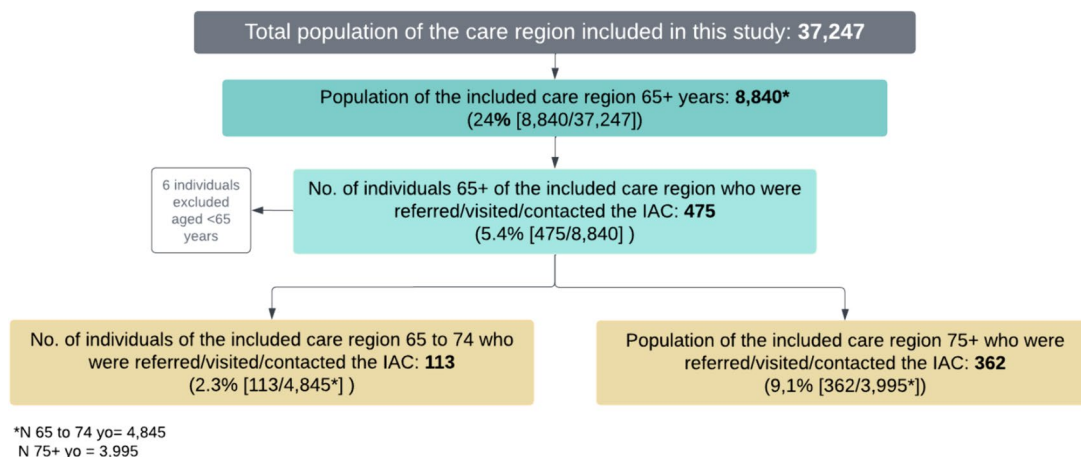 Total population of the care region included in this study: 37,247
Population of the included care region 65+ years: 8,840*
(24% [8,840/37,247])
6 individuals
excluded
aged <65
years
No. of individuals 65+ of the included care region who were
referred/visited/contacted the IAC: 475
(5.4% [475/8,840] )
No. of individuals of the included care region 65 to 74 who
were referred/visited/contacted the IAC: 113
(2.3% [113/4,845*] )
Population of the included care region 75+ who were
referred/visited/contacted the IAC: 362
(9,1% [362/3,995*])
*N 65 to 74 yo= 4,845
N 75+ yo = 3,995